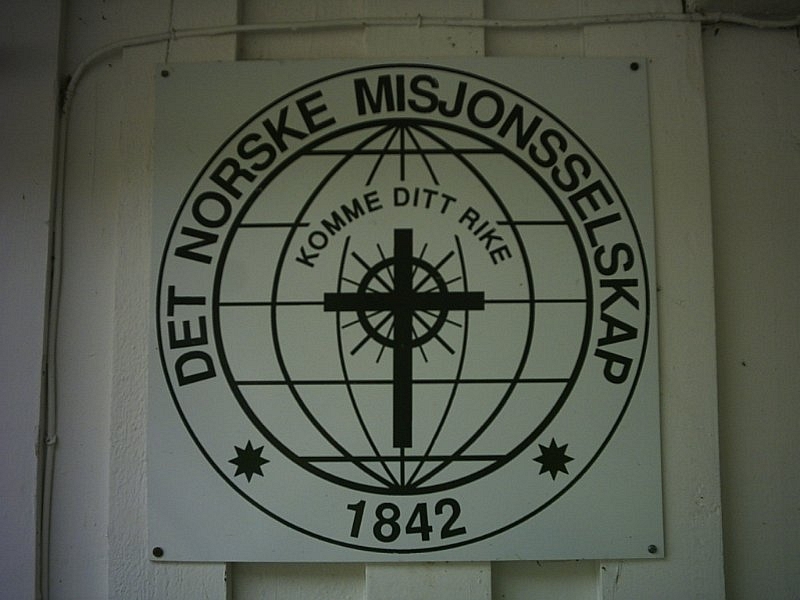 DET NORSKE MISJONSSELSKAP
KOMME DITT RIKE
1842